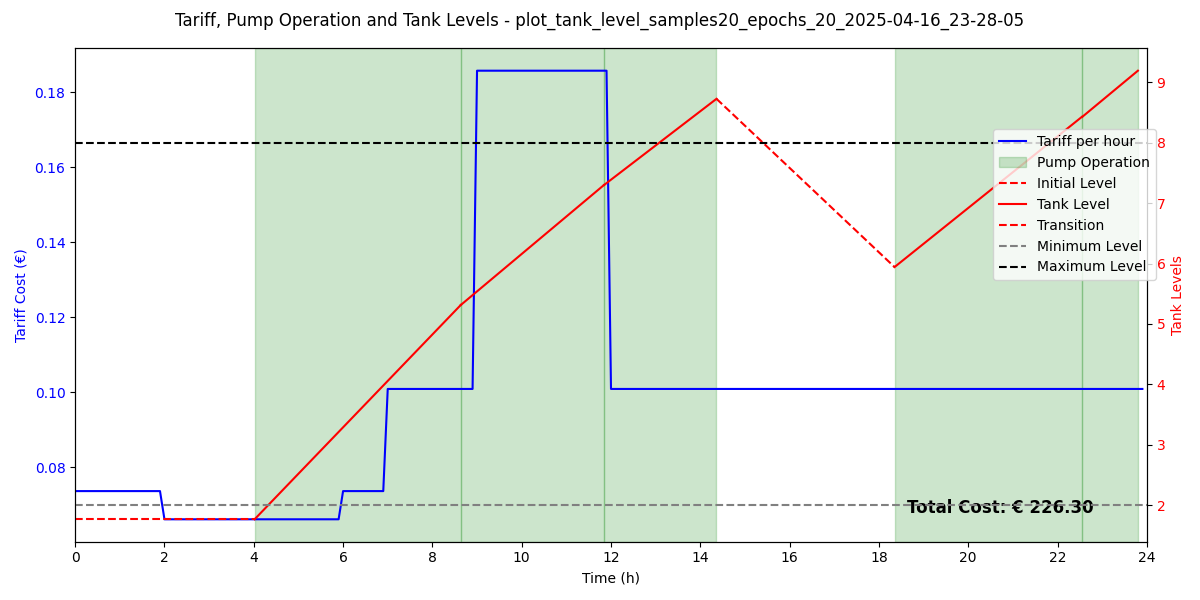 Tariff, Pump Operation and Tank Levels - plot_tank_level_samples20_epochs_20_2025-04-16_23-28-05
Tariff Cost (€)
0.18
0.16
0.14
0.12
0.10
0.08
Tariff per hour
Pump Operation
Initial Level
Tank Level
Transition
Minimum Level
Maximum Level
Total Cost: € 226.30
9
8
7
6
5
4
3
2
Tank Levels
0 2 4 6 8 10 12 14 16 18 20 22 24
Time (h)